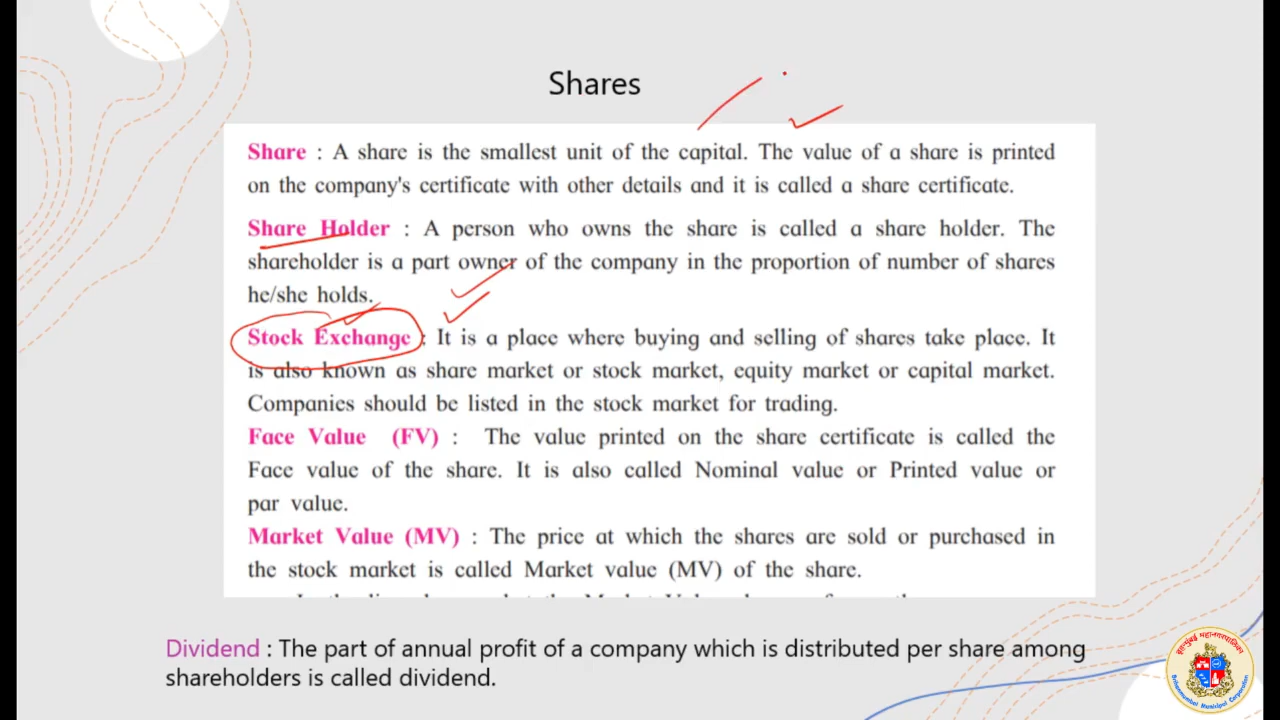 Shares
Share : A share is the smallest unit of the capital. The value of a share is printed
on the company's certificate with other details and it is called a share certificate.
Share Holder : A person who owns the share is called a share holder. The
shareholder is a part owner of the company in the proportion of number of shares
he/she holds.
Stock Exchange : It is a place where buying and selling of shares take place. It
is also known as share market or stock market, equity market or capital market.
Companies should be listed in the stock market for trading.
Face Value (FV) : The value printed on the share certificate is called the
Face value of the share. It is also called Nominal value or Printed value or
par value.
Market Value (MV) : The price at which the shares are sold or purchased in
the stock market is called Market value (MV) of the share.
Dividend : The part of annual profit of a company which is distributed per share among
shareholders is called dividend.
बृहन्मुंबई महानगरपालिका
Brihanmumbai Municipal Corporation